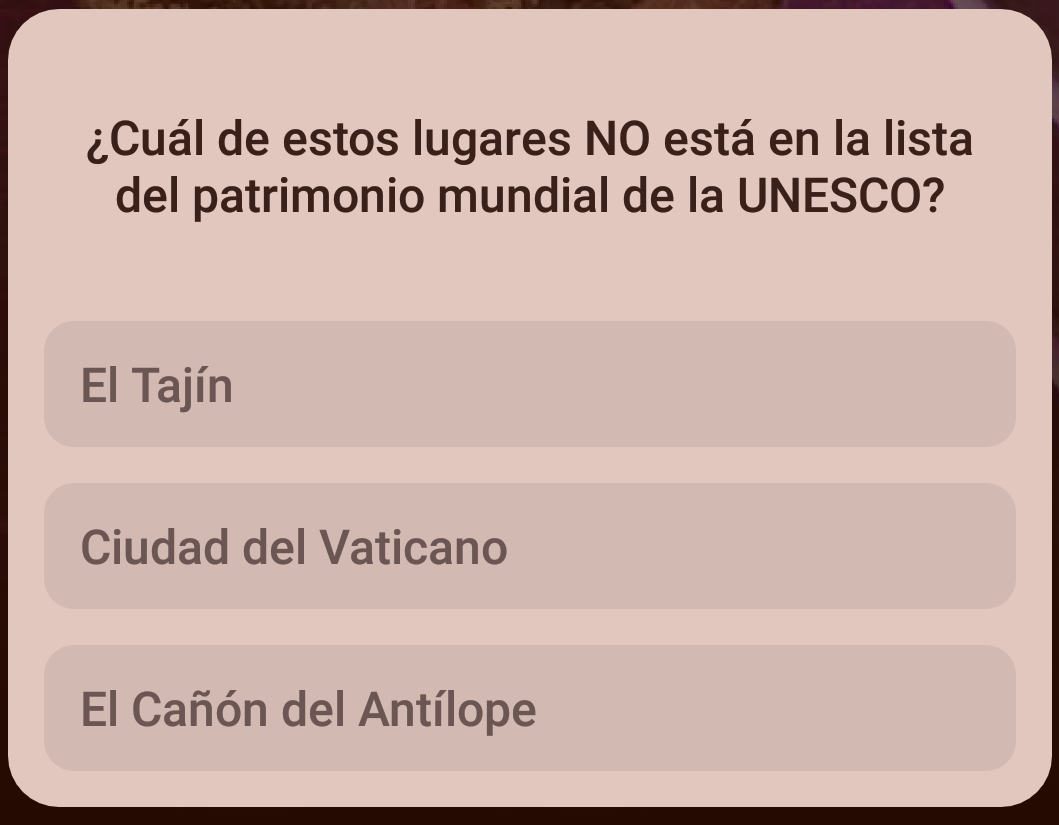 ¿Cuál de estos lugares NO está en la lista
del patrimonio mundial de la UNESCO?
El Tajín
Ciudad del Vaticano
El Cañón del Antílope